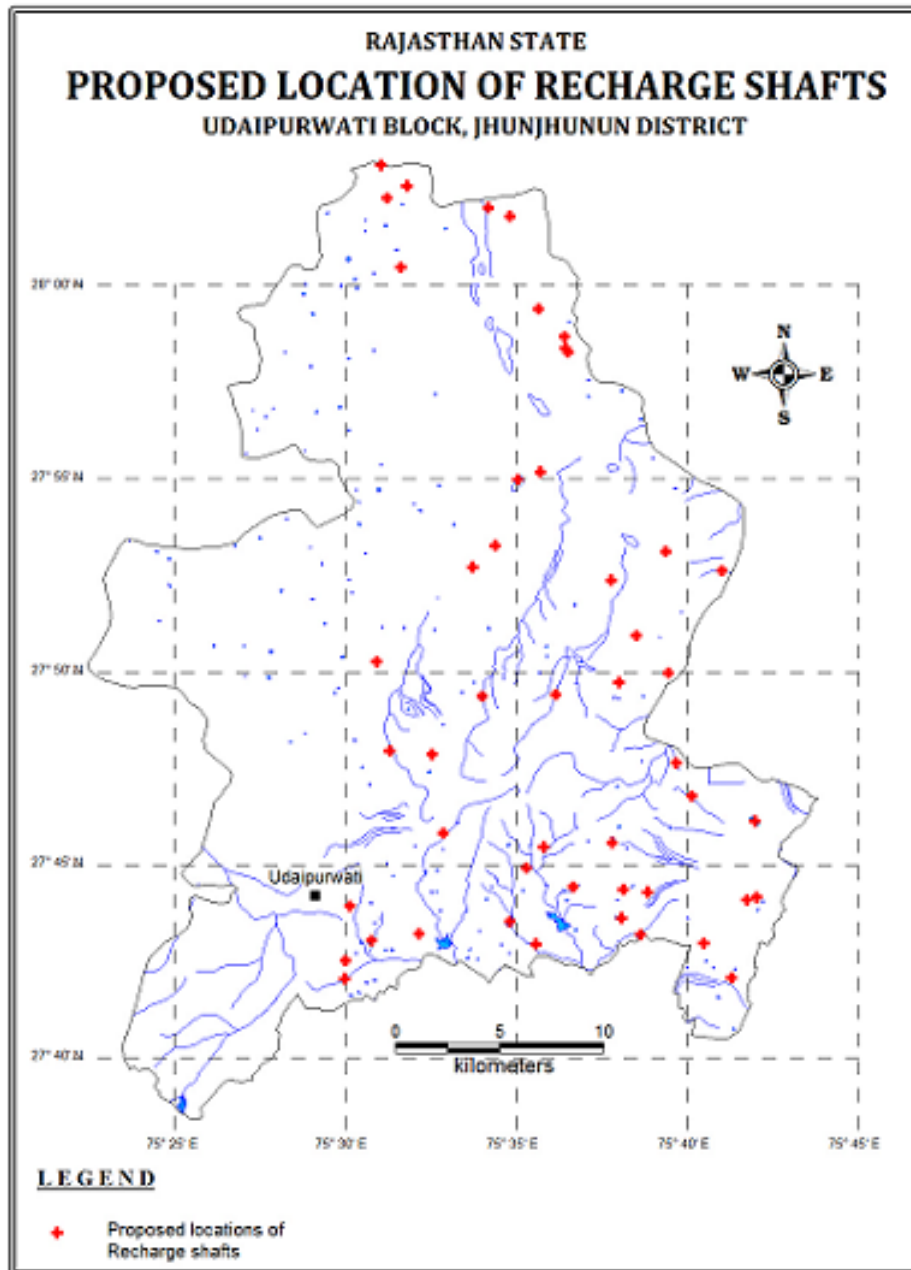 RAJASTHAN STATE
PROPOSED LOCATION OF RECHARGE SHAFTS
UDAIPURWATI BLOCK, JHUNJHUNUN DISTRICT
28° 00' N
N
W E
S
27° 55' N
27° 50' N
27° 45' N
Udaipurwati
0 5 10
kilometers
27° 40' N
75° 25' E 75° 30' E 75° 35' E 75° 40' E 75° 45' E
LEGEND
Proposed locations of
Recharge shafts